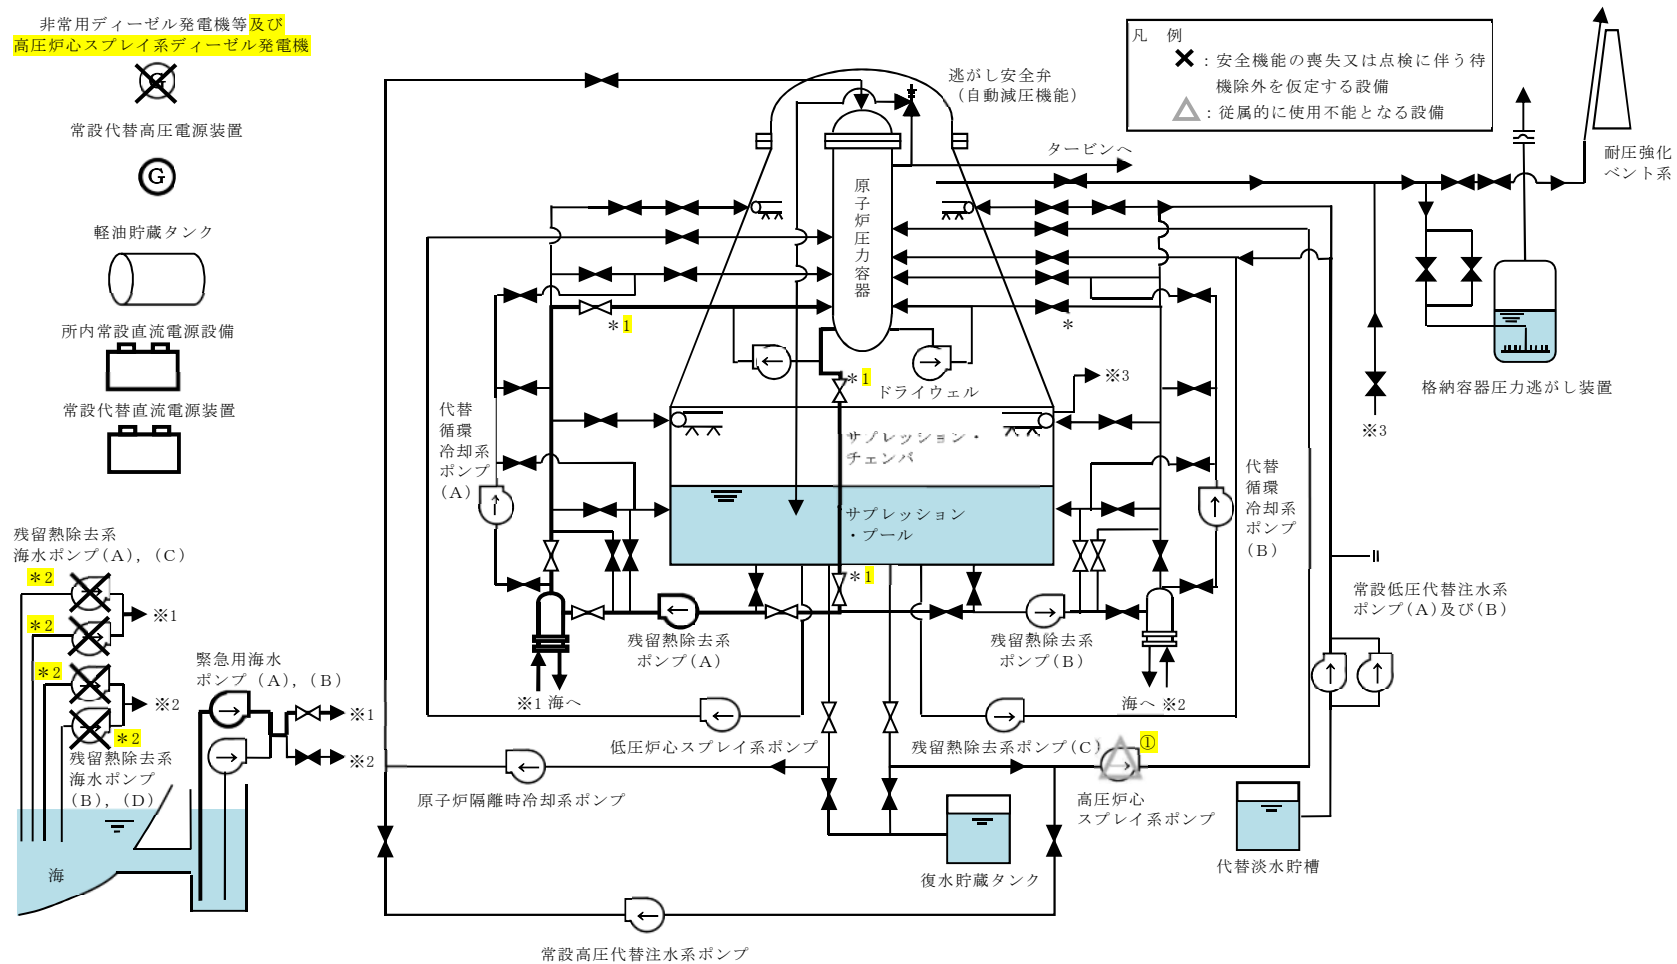 非常用ディーゼル発電機等及び
高圧炉心スプレイ系ディーゼル発電機
G
常設代替高圧電源装置
G
軽油貯蔵タンク
所内常設直流電源設備
常設代替直流電源装置
残留熱除去系
海水ポンプ(A), (C)
*2
※1
*2
*2
※2
*2
残留熱除去系
海水ポンプ
(B), (D)
海
緊急用海水
ポンプ(A), (B)
※1
※2
逃がし安全弁
(自動減圧機能)
タービンへ
凡 例
×:安全機能の喪失又は点検に伴う待
機除外を仮定する設備
△:従属的に使用不能となる設備
耐圧強化
ベント系
原子炉圧力容器
*1
*
*1
ドライウェル
※3
※3
格納容器圧力逃がし装置
代替
循環
冷却系
ポンプ
(A)
サプレッション・
チェンバ
サプレッション
・プール
*1
代替
循環
冷却系
ポンプ
(B)
残留熱除去系
ポンプ(A)
残留熱除去系
ポンプ(B)
※1 海へ
海へ ※2
常設低圧代替注水系
ポンプ(A)及び(B)
低圧炉心スプレイ系ポンプ
残留熱除去系ポンプ(C)
①
原子炉隔離時冷却系ポンプ
高圧炉心
スプレイ系ポンプ
復水貯蔵タンク
代替淡水貯槽
常設高圧代替注水系ポンプ